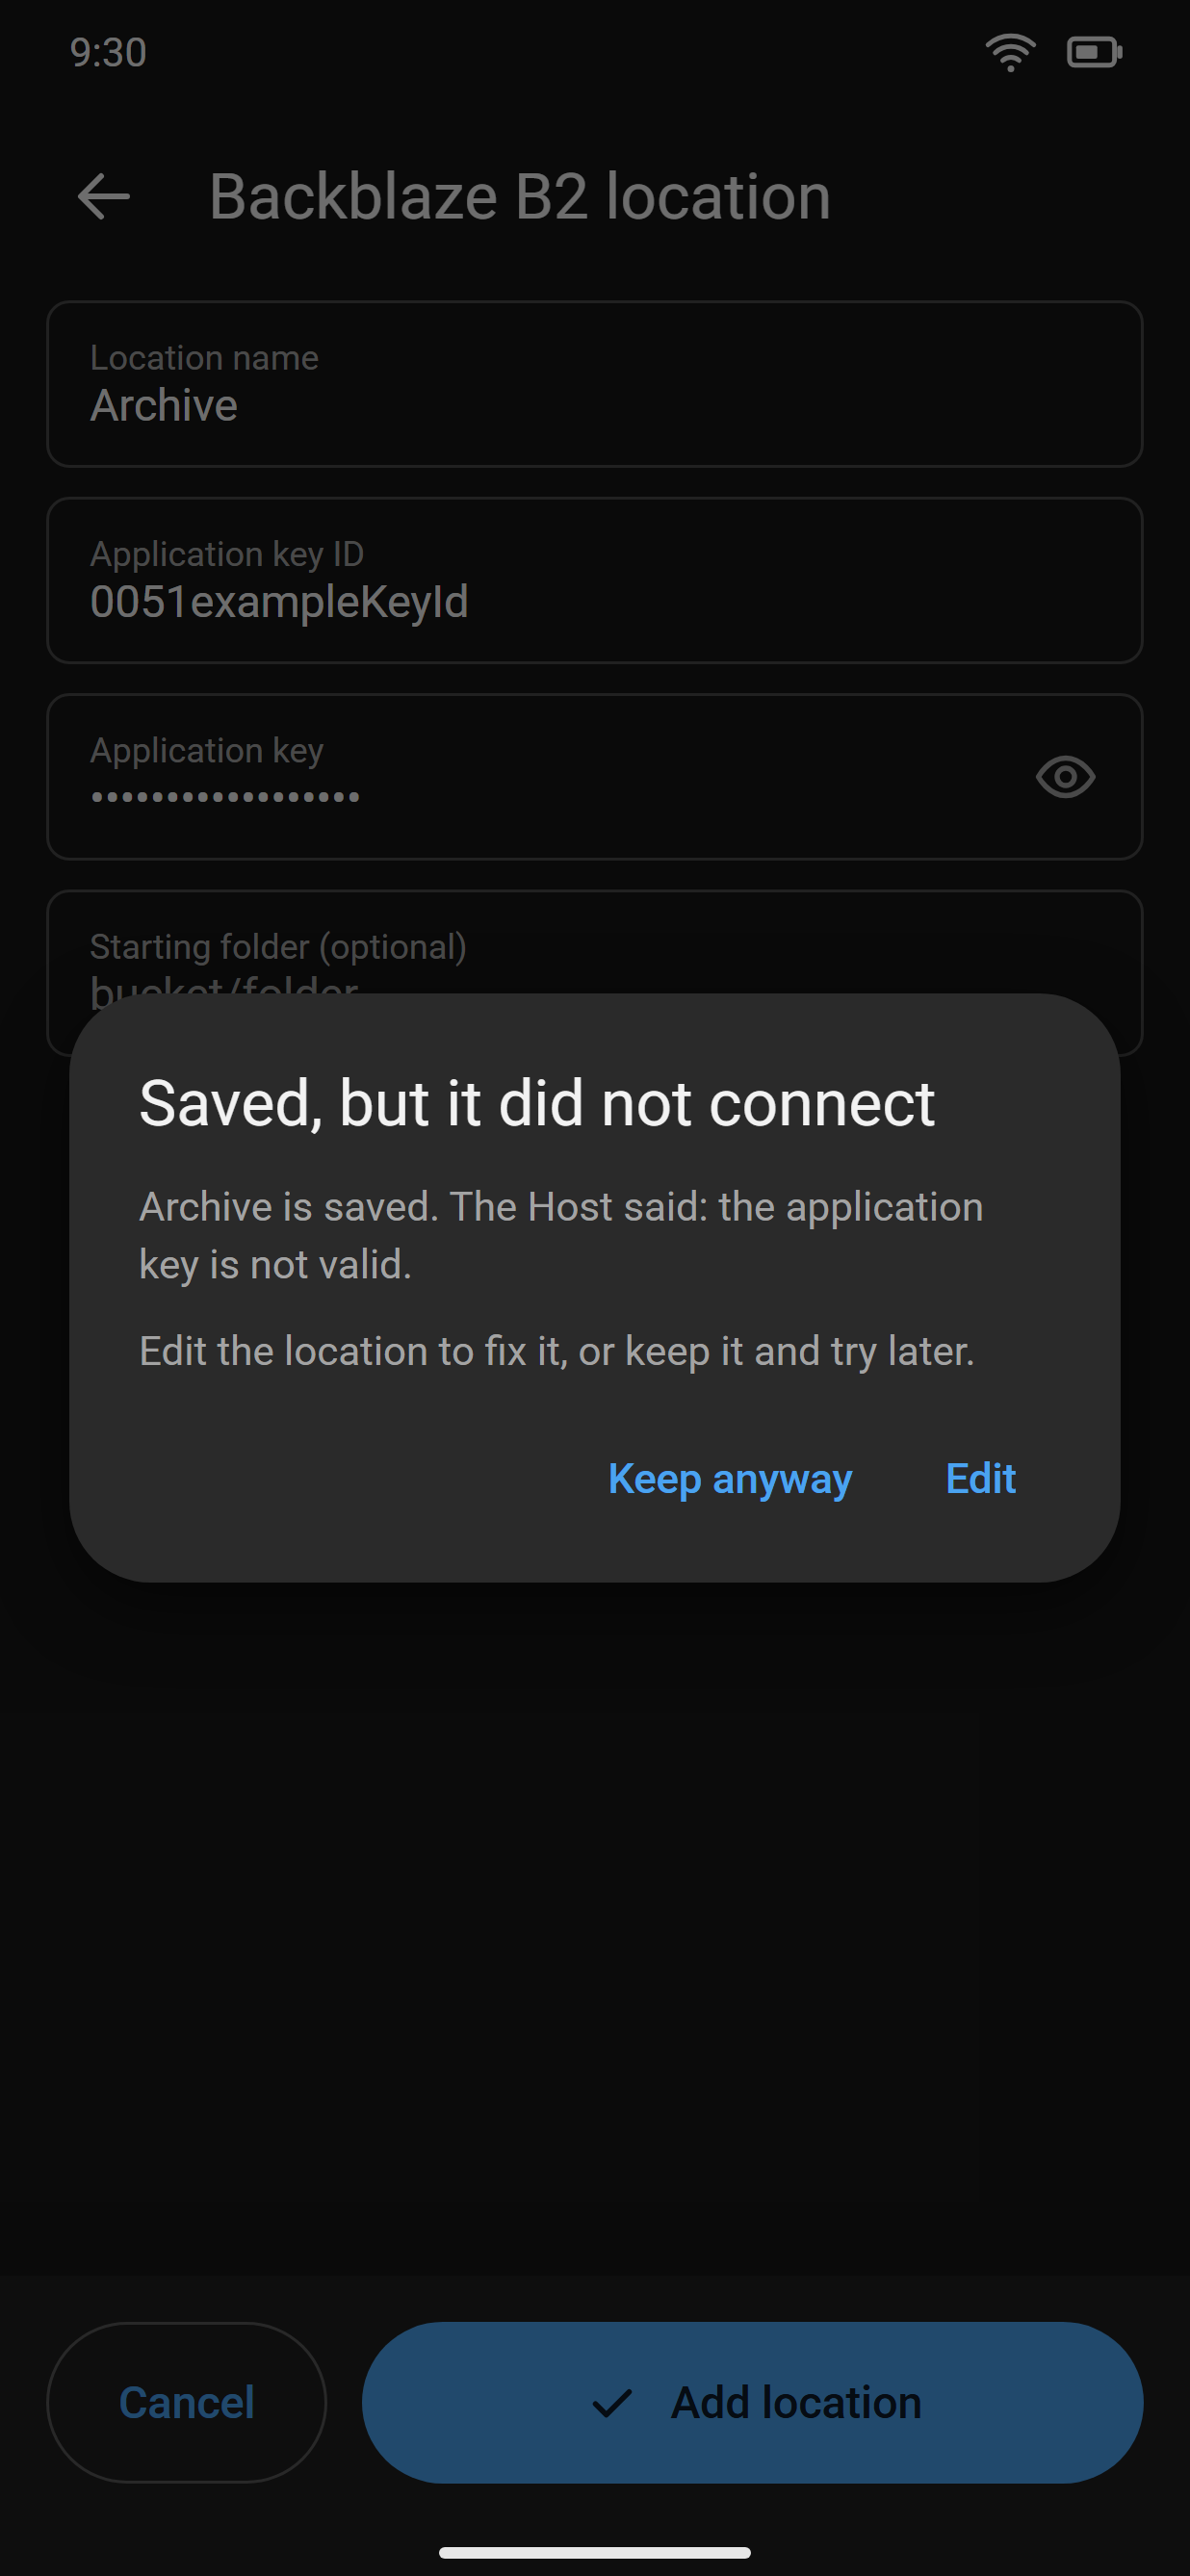 9:30
Backblaze B2 location
Location name
Archive
Application key ID
0051exampleKeyId
Application key
••••••••••••••••••
Starting folder (optional)
bucket/folder
Saved, but it did not connect
Archive is saved. The Host said: the application
key is not valid.
Edit the location to fix it, or keep it and try later.
Keep anyway
Edit
Cancel
Add location